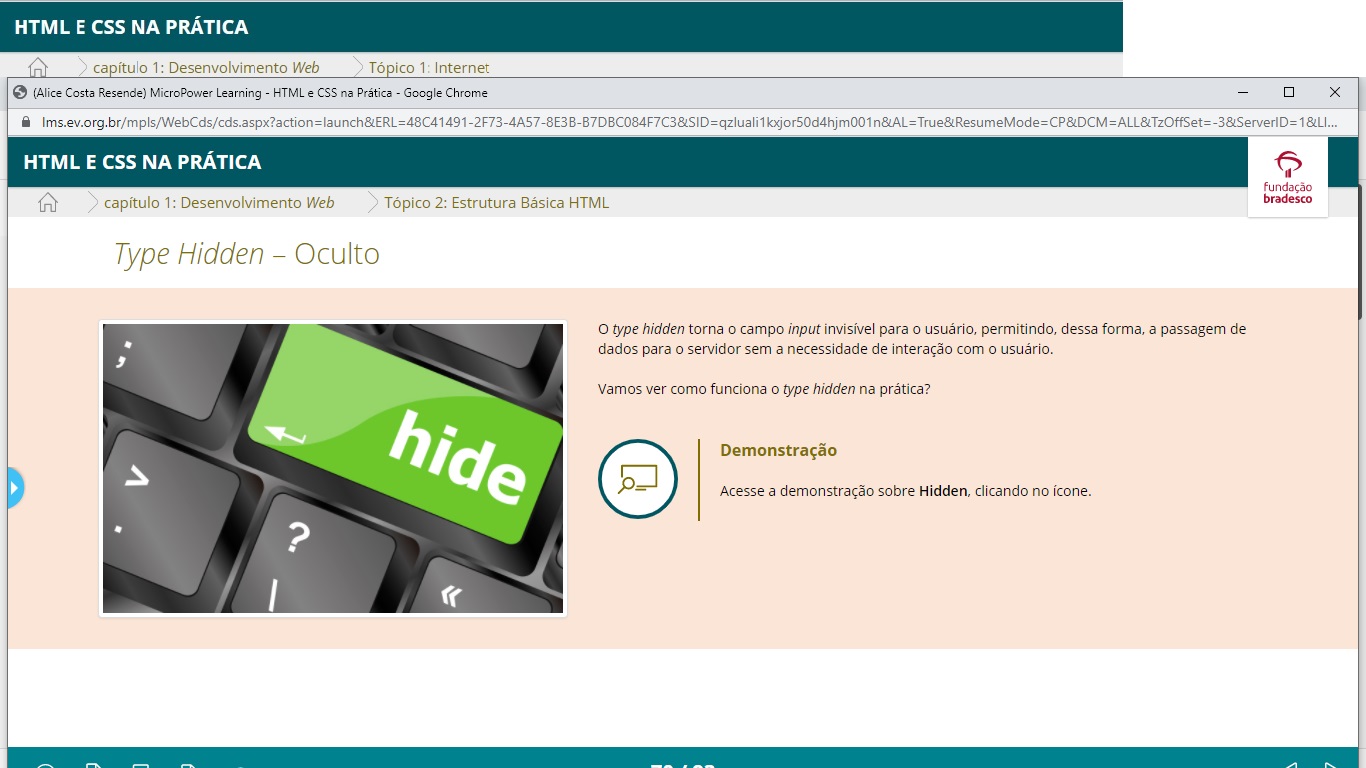 HTML E CSS NA PRÁTICA
capítulo 1: Desenvolvimento Web
Tópico 1: Internet
(Alice Costa Resende) MicroPower Learning - HTML e CSS na Prática - Google Chrome
lms.ev.org.br/mpls/WebCds/cds.aspx?action=launch&ERL=48C41491-2F73-4A57-8E3B-B7DBC084F7C3&SID=qzluali1kxjor50d4hjm001n&AL=True&ResumeMode=CP&DCM=ALL&TzOffSet=-3&ServerID=1&LI...
HTML E CSS NA PRÁTICA
fundação
bradesco
capítulo 1: Desenvolvimento Web
Tópico 2: Estrutura Básica HTML
Type Hidden – Oculto
O type hidden torna o campo input invisível para o usuário, permitindo, dessa forma, a passagem de
dados para o servidor sem a necessidade de interação com o usuário.
Vamos ver como funciona o type hidden na prática?
Demonstração
Acesse a demonstração sobre Hidden, clicando no ícone.
;
hide
>
.
?
/
«